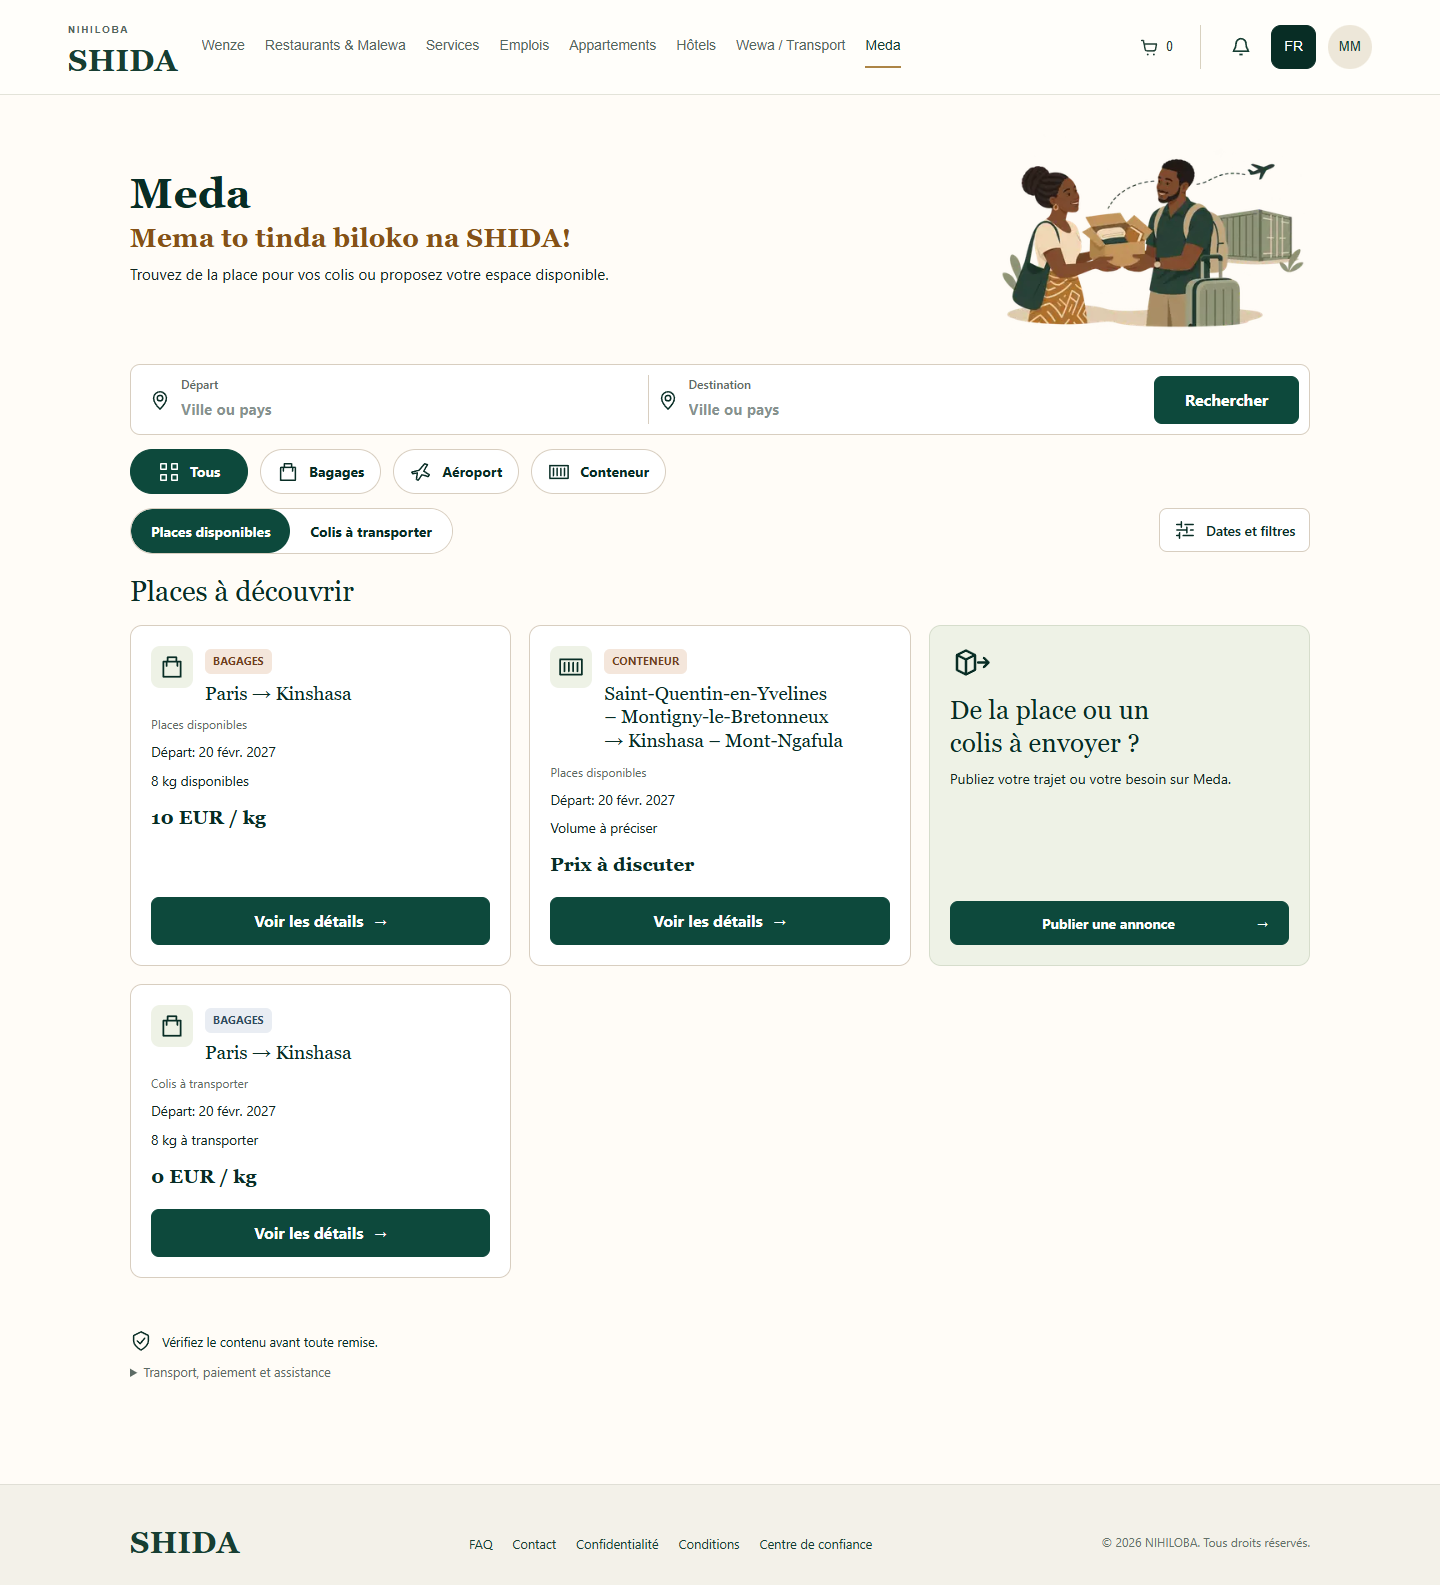 NIHILOBA
SHIDA
Wenze
Restaurants & Malewa
Services
Emplois
Appartements
Hôtels
Wewa / Transport
Meda
0
FR
MM
Meda
Mema to tinda biloko na SHIDA!
Trouvez de la place pour vos colis ou proposez votre espace disponible.
Départ
Ville ou pays
Destination
Ville ou pays
Rechercher
Tous
Bagages
Aéroport
Conteneur
Places disponibles
Colis à transporter
Dates et filtres
Places à découvrir
BAGAGES
Paris → Kinshasa
Places disponibles
Départ: 20 févr. 2027
8 kg disponibles
10 EUR / kg
Voir les détails →
CONTENEUR
Saint-Quentin-en-Yvelines
– Montigny-le-Bretonneux
→ Kinshasa – Mont-Ngafula
Places disponibles
Départ: 20 févr. 2027
Volume à préciser
Prix à discuter
Voir les détails →
De la place ou un
colis à envoyer ?
Publiez votre trajet ou votre besoin sur Meda.
Publier une annonce →
BAGAGES
Paris → Kinshasa
Colis à transporter
Départ: 20 févr. 2027
8 kg à transporter
0 EUR / kg
Voir les détails →
Vérifiez le contenu avant toute remise.
Transport, paiement et assistance
SHIDA
FAQ
Contact
Confidentialité
Conditions
Centre de confiance
© 2026 NIHILOBA. Tous droits réservés.